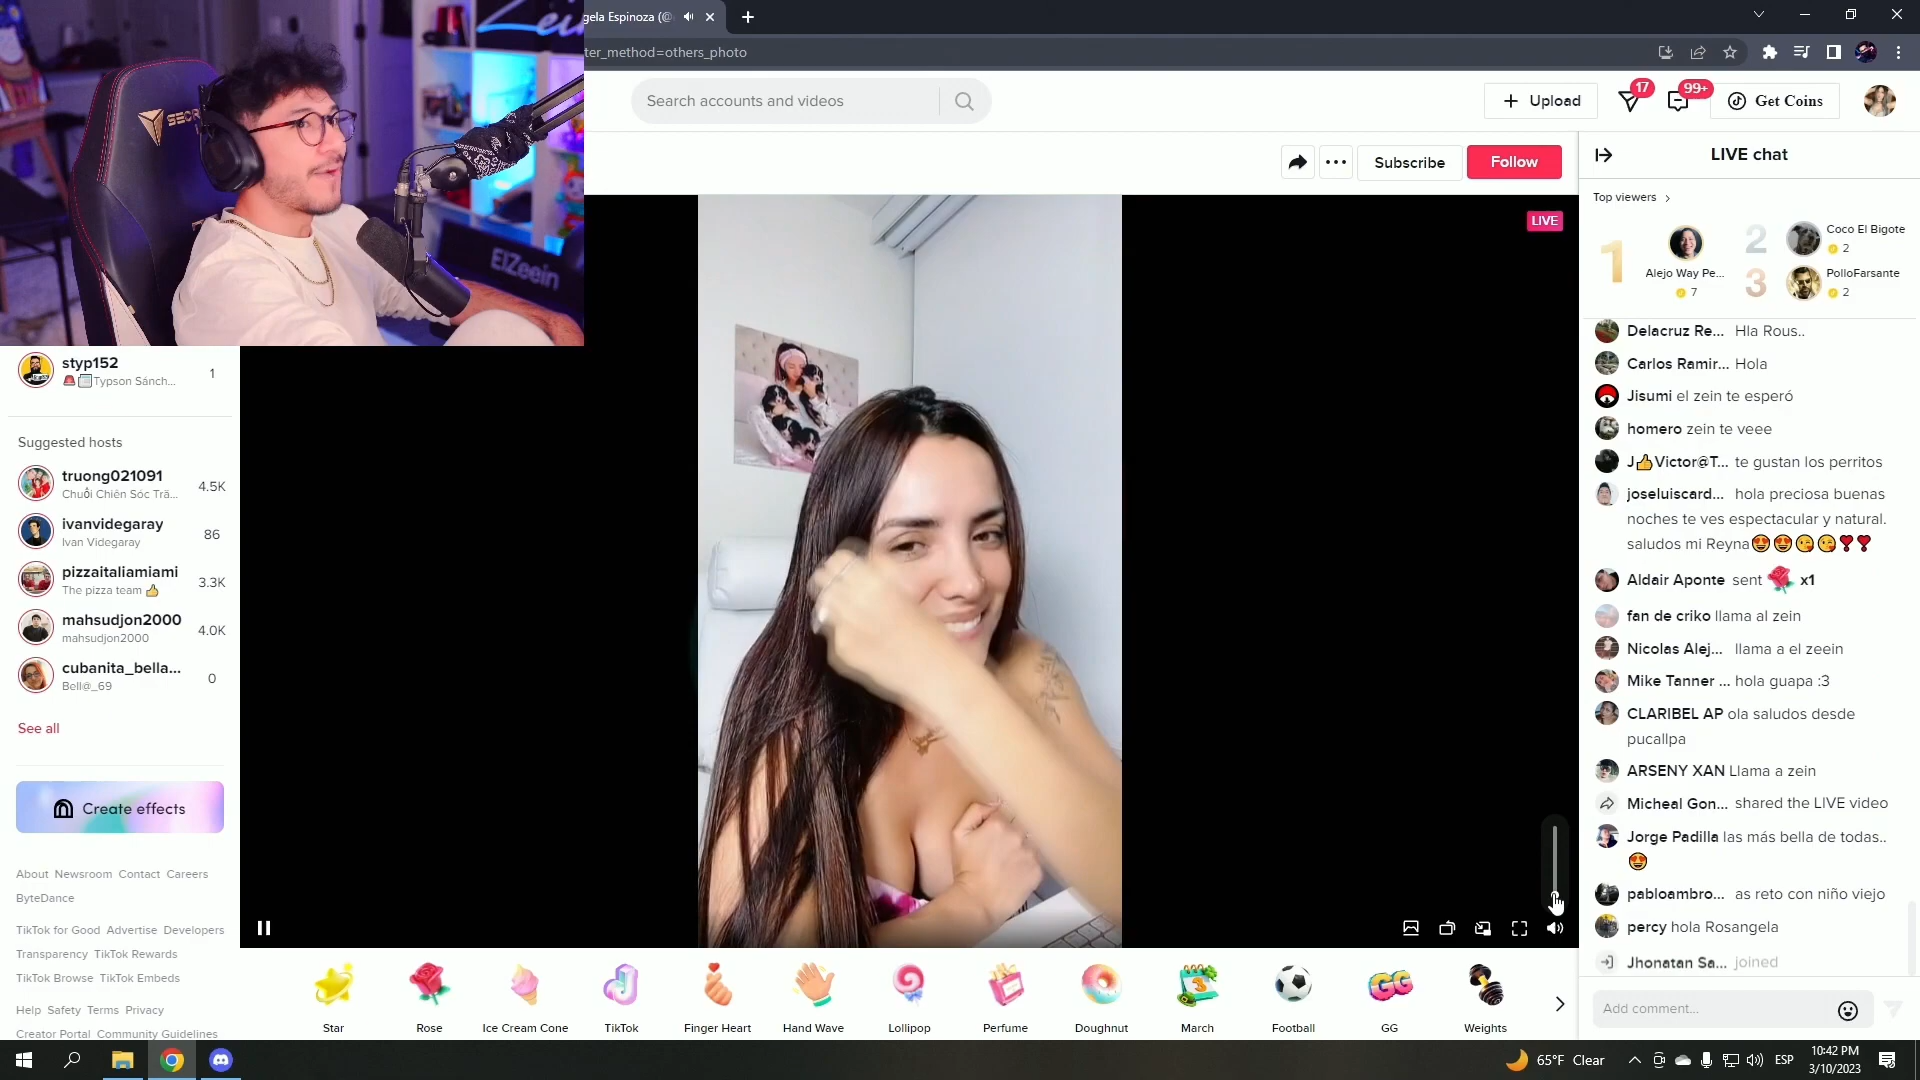 gela Espinoza (@
ter_method=others_photo
SECR
ElZeein
Search accounts and videos
Upload
17
99+
Get Coins
Subscribe
Follow
LIVE chat
LIVE
Top viewers
1
Alejo Way Pe...
7
2
Coco El Bigote
2
3
PolloFarsante
2
Delacruz Re... Hla Rous..
Carlos Ramir... Hola
Jisumi el zein te esperó
homero zein te veee
J👍Victor@T... te gustan los perritos
joseluiscard... hola preciosa buenas
noches te ves espectacular y natural.
saludos mi Reyna😍😍😘😘❣❣
Aldair Aponte sent 🌹 x1
fan de criko llama al zein
Nicolas Alej... llama a el zeein
Mike Tanner ... hola guapa :3
CLARIBEL AP ola saludos desde
pucallpa
ARSENY XAN Llama a zein
Micheal Gon... shared the LIVE video
Jorge Padilla las más bella de todas..
😍
pabloambro... as reto con niño viejo
percy hola Rosangela
Jhonatan Sa... joined
Add comment...
styp152
Typson Sánch...
1
Suggested hosts
truong021091
Chuối Chiên Sóc Tră...
4.5K
ivanvidegaray
Ivan Videgaray
86
pizzaitaliamiami
The pizza team 👍
3.3K
mahsudjon2000
mahsudjon2000
4.0K
cubanita_bella...
Bell@_69
0
See all
Create effects
About Newsroom Contact Careers
ByteDance
TikTok for Good Advertise Developers
Transparency TikTok Rewards
TikTok Browse TikTok Embeds
Help Safety Terms Privacy
Creator Portal Community Guidelines
Star
Rose
Ice Cream Cone
TikTok
Finger Heart
Hand Wave
Lollipop
Perfume
Doughnut
3
March
Football
GG
GG
Weights
65°F Clear
ESP
10:42 PM
3/10/2023